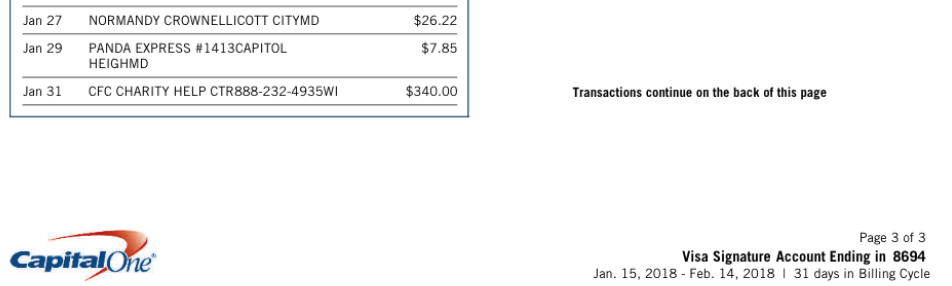 Jan 27 NORMANDY CROWNELLICOTT CITYMD $26.22
Jan 29 PANDA EXPRESS #1413CAPITOL $7.85
HEIGHMD
Jan 31 CFC CHARITY HELP CTR888-232-4935WI $340.00
Transactions continue on the back of this page
CapitalOne®
Page 3 of 3
Visa Signature Account Ending in 8694
Jan. 15, 2018 - Feb. 14, 2018 | 31 days in Billing Cycle